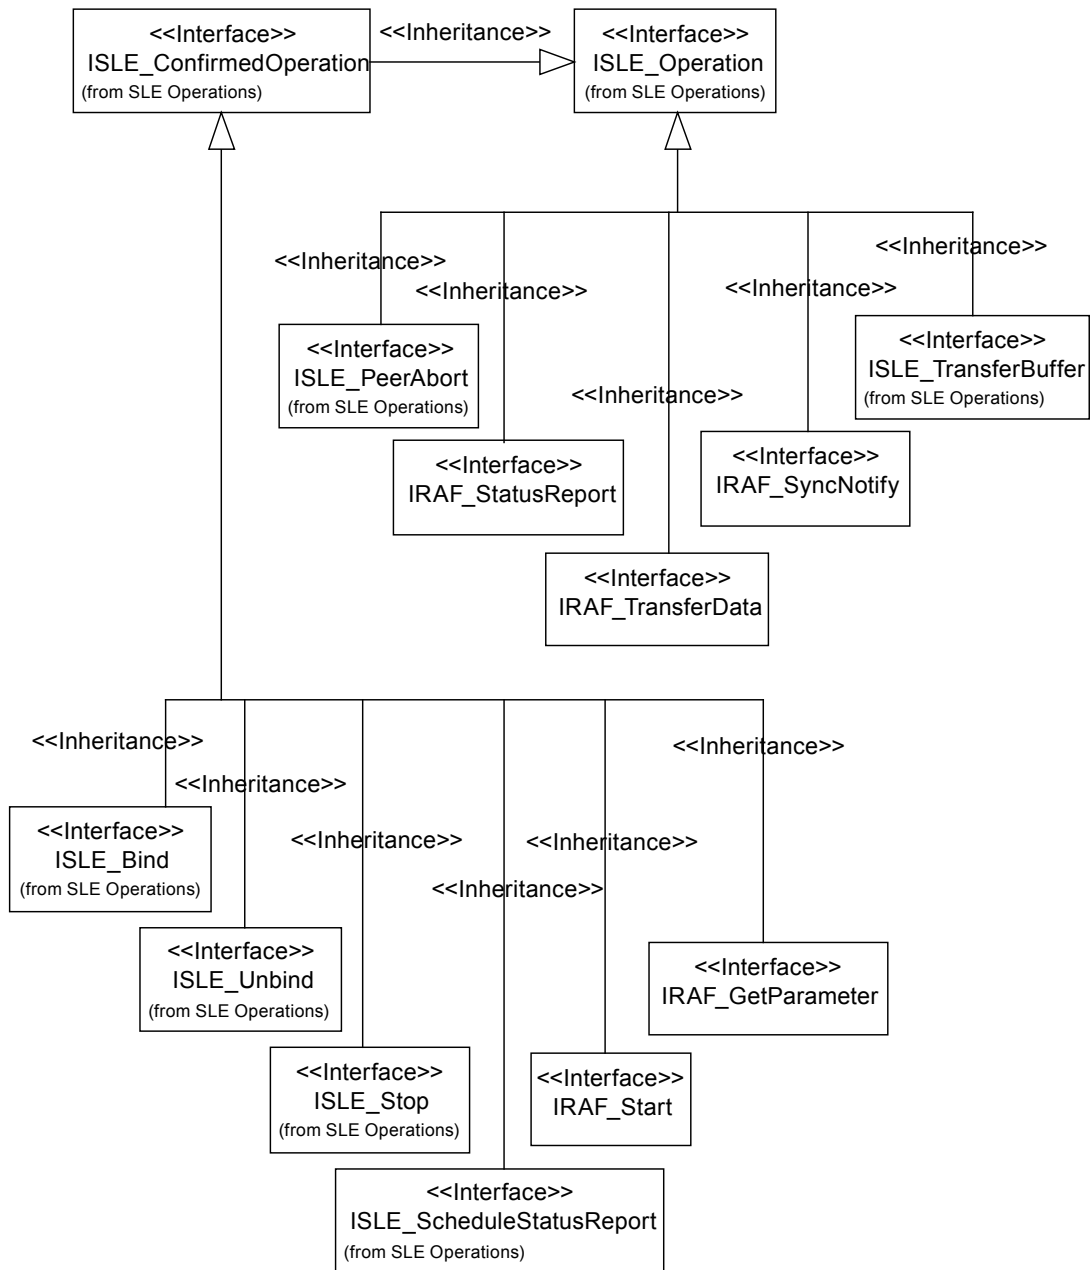 <<Interface>>
ISLE_ConfirmedOperation
(from SLE Operations)
<<Inheritance>>
<<Interface>>
ISLE_Operation
(from SLE Operations)
<<Inheritance>>
<<Inheritance>>
<<Inheritance>>
<<Inheritance>>
<<Inheritance>>
<<Interface>>
ISLE_PeerAbort
(from SLE Operations)
<<Interface>>
ISLE_TransferBuffer
(from SLE Operations)
<<Interface>>
IRAF_StatusReport
<<Interface>>
IRAF_SyncNotify
<<Interface>>
IRAF_TransferData
<<Inheritance>>
<<Inheritance>>
<<Inheritance>>
<<Inheritance>>
<<Inheritance>>
<<Inheritance>>
<<Interface>>
ISLE_Bind
(from SLE Operations)
<<Interface>>
ISLE_Unbind
(from SLE Operations)
<<Interface>>
IRAF_GetParameter
<<Interface>>
ISLE_Stop
(from SLE Operations)
<<Interface>>
IRAF_Start
<<Interface>>
ISLE_ScheduleStatusReport
(from SLE Operations)